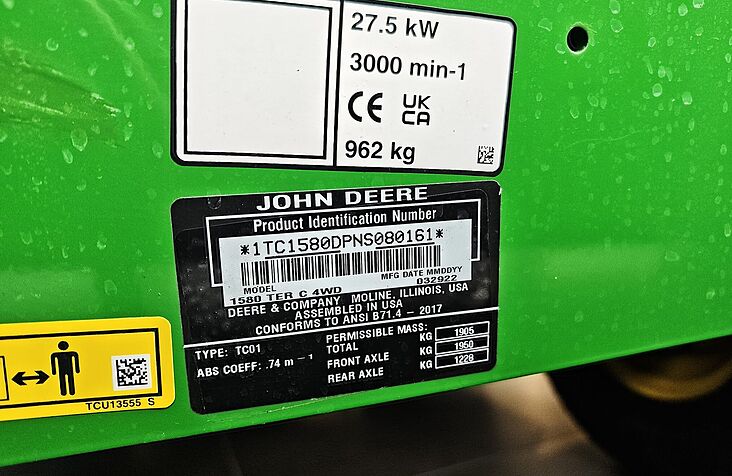 27.5 kW
3000 min-1
CE UK
CA
962 kg
JOHN DEERE
Product Identification Number
*1TC1580DPNS080161*
MODEL MFG DATE MMDDYY
1580 TER C 4WD 032922
DEERE & COMPANY MOLINE, ILLINOIS, USA
ASSEMBLED IN USA
CONFORMS TO ANSI B71.4 - 2017
TYPE: TC01 PERMISSIBLE MASS:
ABS COEFF: .74 m - 1 TOTAL KG 1905
FRONT AXLE KG 1950
REAR AXLE KG 1228
TCU13555 S